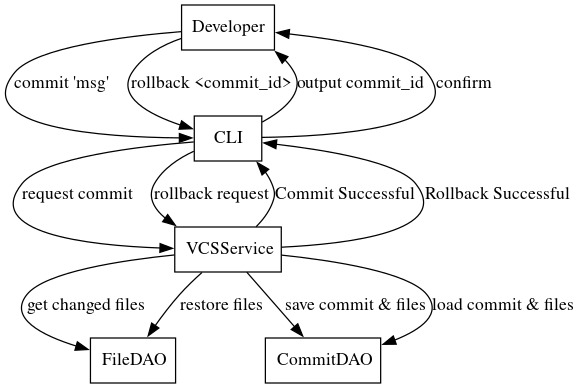 Developer
commit 'msg'
rollback <commit_id>
output commit_id
confirm
CLI
request commit
rollback request
Commit Successful
Rollback Successful
VCSService
get changed files
restore files
save commit & files
load commit & files
FileDAO
CommitDAO